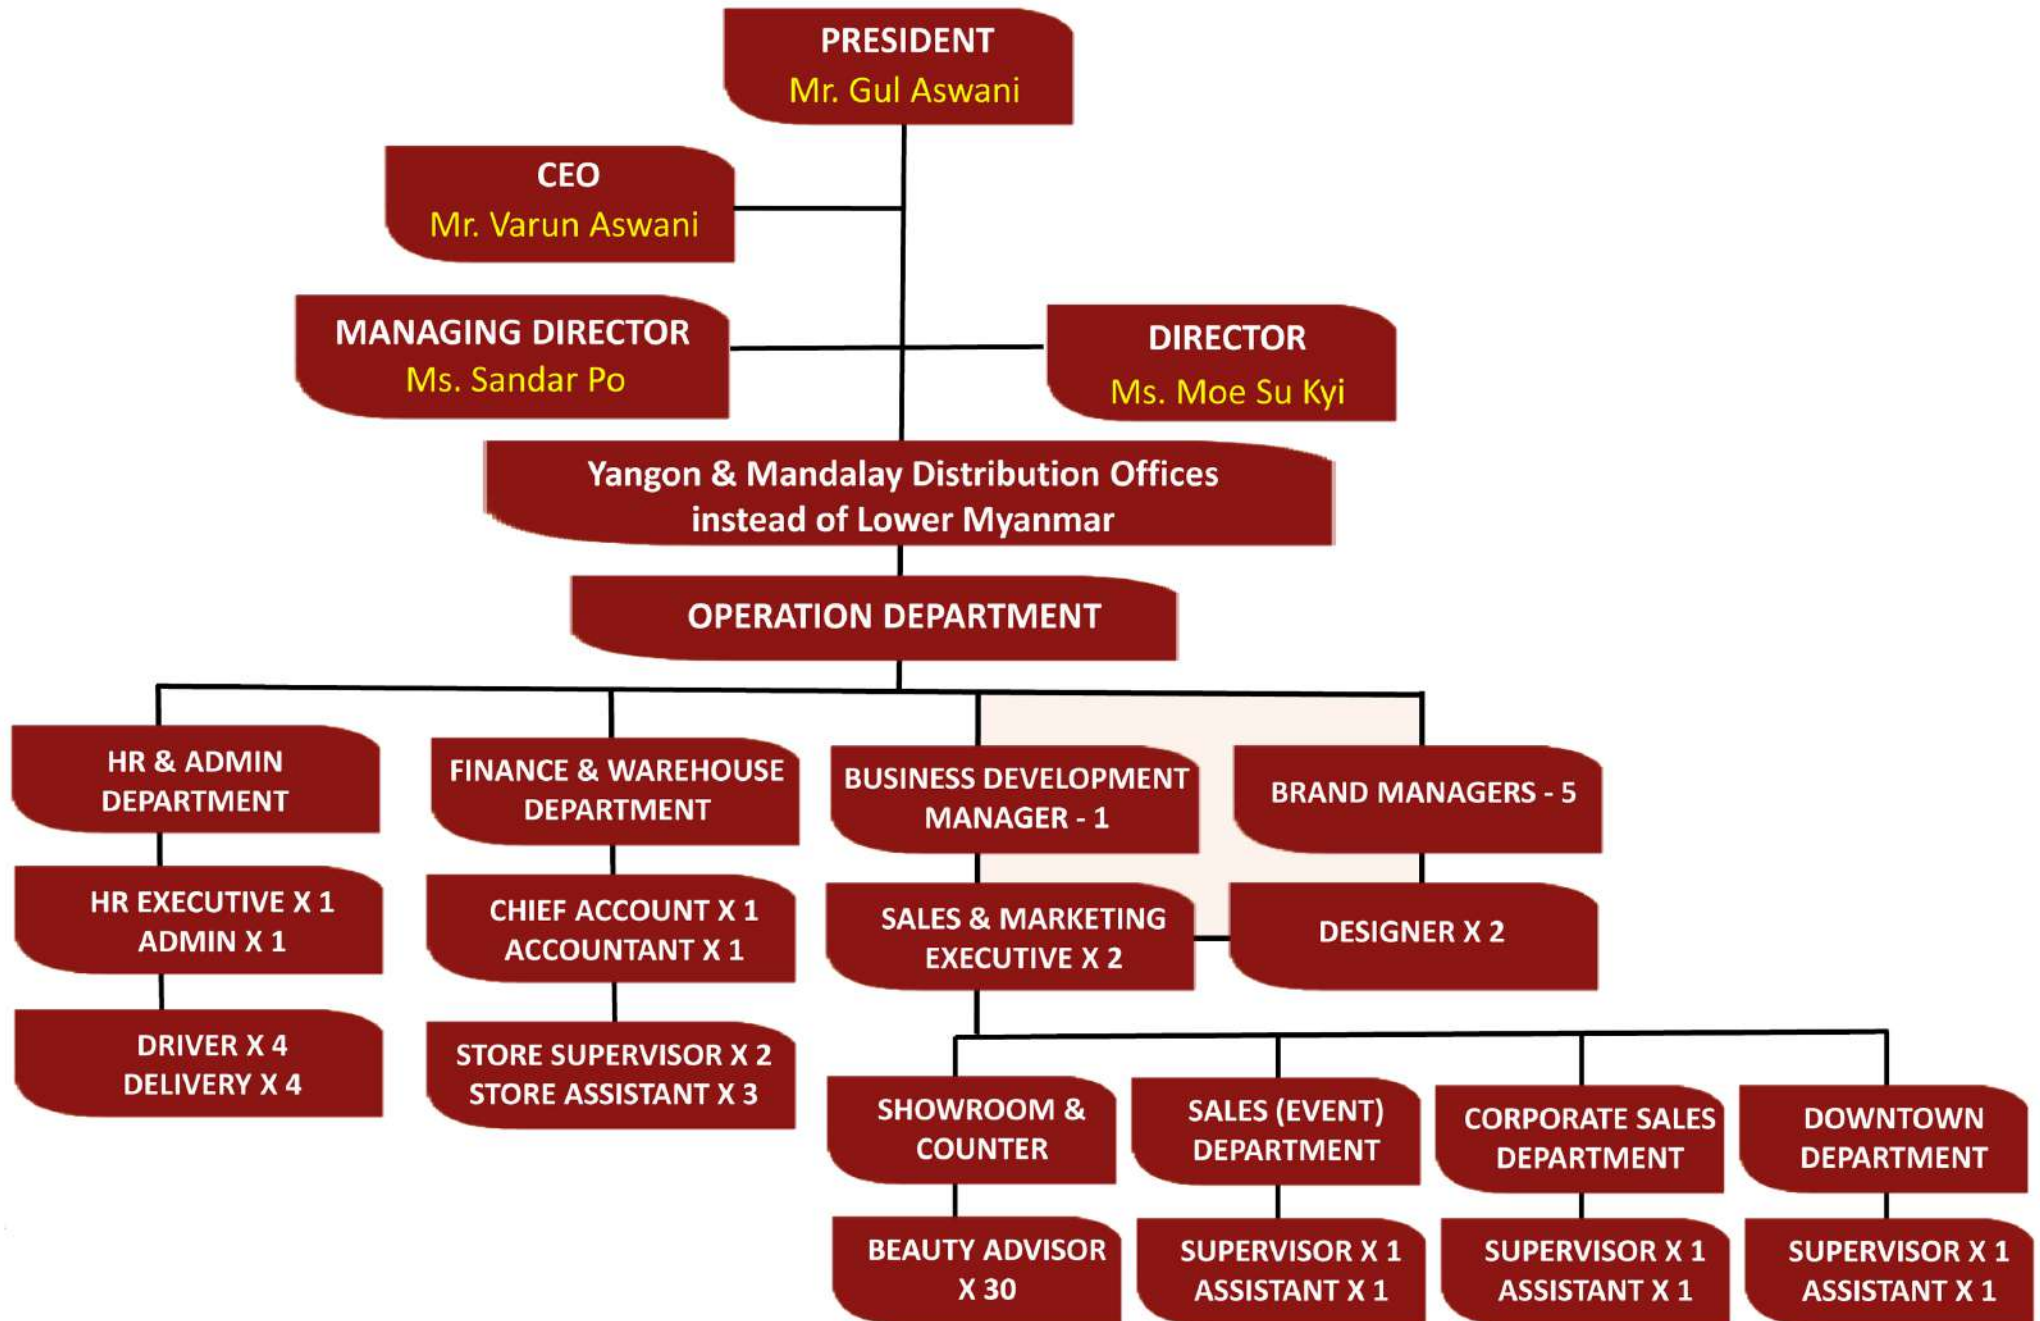 PRESIDENT
Mr. Gul Aswani
CEO
Mr. Varun Aswani
MANAGING DIRECTOR
Ms. Sandar Po
DIRECTOR
Ms. Moe Su Kyi
Yangon & Mandalay Distribution Offices
instead of Lower Myanmar
OPERATION DEPARTMENT
HR & ADMIN
DEPARTMENT
FINANCE & WAREHOUSE
DEPARTMENT
BUSINESS DEVELOPMENT
MANAGER - 1
BRAND MANAGERS - 5
HR EXECUTIVE X 1
ADMIN X 1
CHIEF ACCOUNT X 1
ACCOUNTANT X 1
SALES & MARKETING
EXECUTIVE X 2
DESIGNER X 2
DRIVER X 4
DELIVERY X 4
STORE SUPERVISOR X 2
STORE ASSISTANT X 3
SHOWROOM &
COUNTER
SALES (EVENT)
DEPARTMENT
CORPORATE SALES
DEPARTMENT
DOWNTOWN
DEPARTMENT
BEAUTY ADVISOR
X 30
SUPERVISOR X 1
ASSISTANT X 1
SUPERVISOR X 1
ASSISTANT X 1
SUPERVISOR X 1
ASSISTANT X 1